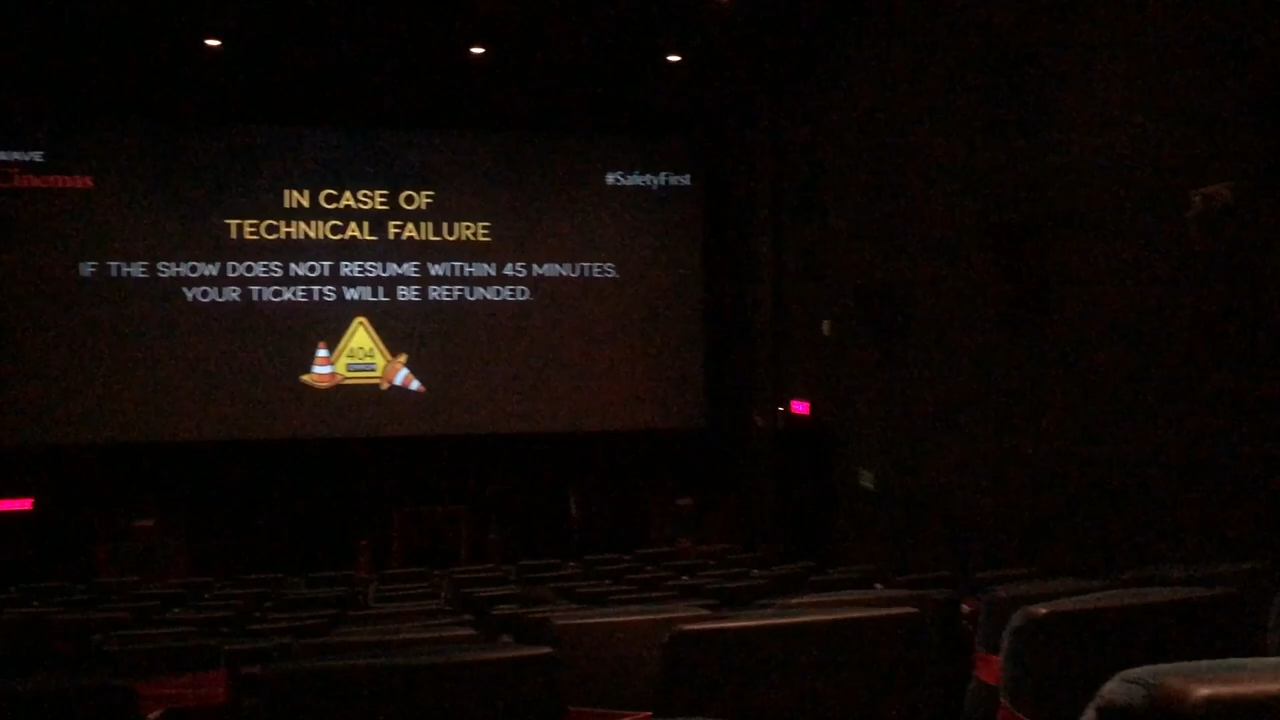 WAVE
Cinemas
#SafetyFirst
IN CASE OF
TECHNICAL FAILURE
IF THE SHOW DOES NOT RESUME WITHIN 45 MINUTES,
YOUR TICKETS WILL BE REFUNDED.
404